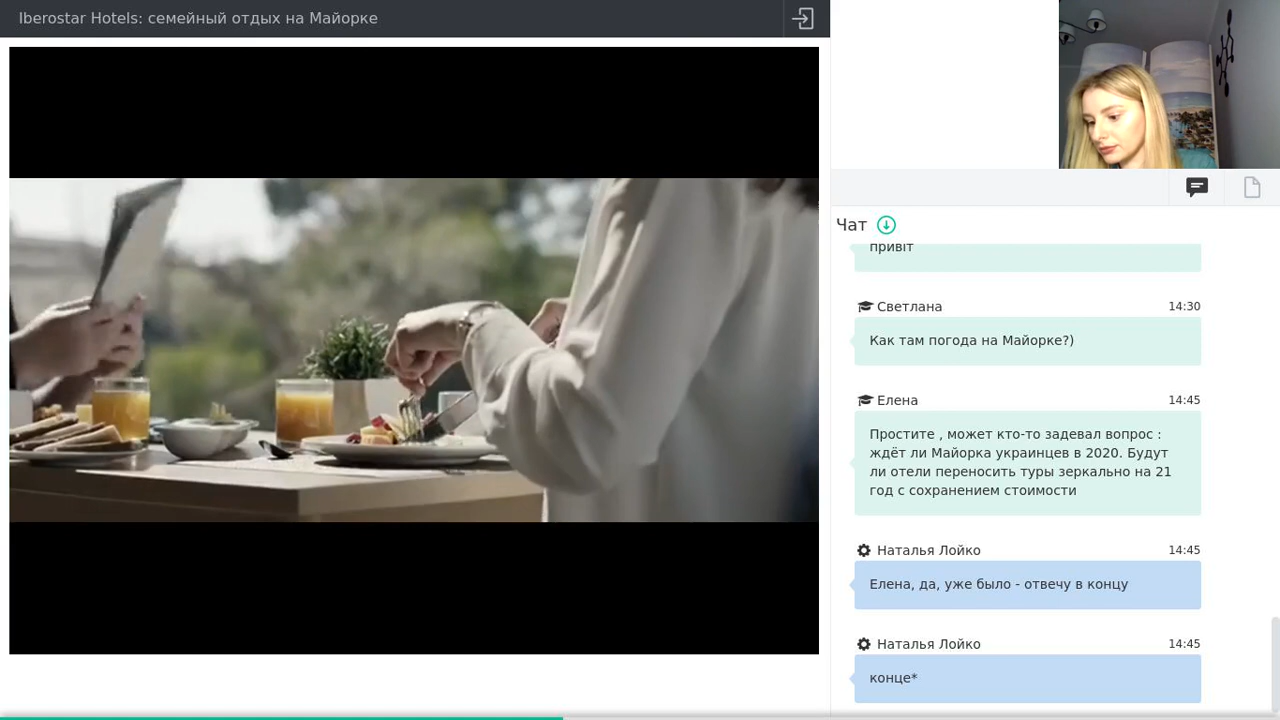 Iberostar Hotels: семейный отдых на Майорке
Чат
привіт
Светлана 14:30
Как там погода на Майорке?)
Елена 14:45
Простите , может кто-то задевал вопрос :
ждёт ли Майорка украинцев в 2020. Будут
ли отели переносить туры зеркально на 21
год с сохранением стоимости
Наталья Лойко 14:45
Елена, да, уже было - отвечу в концу
Наталья Лойко 14:45
конце*